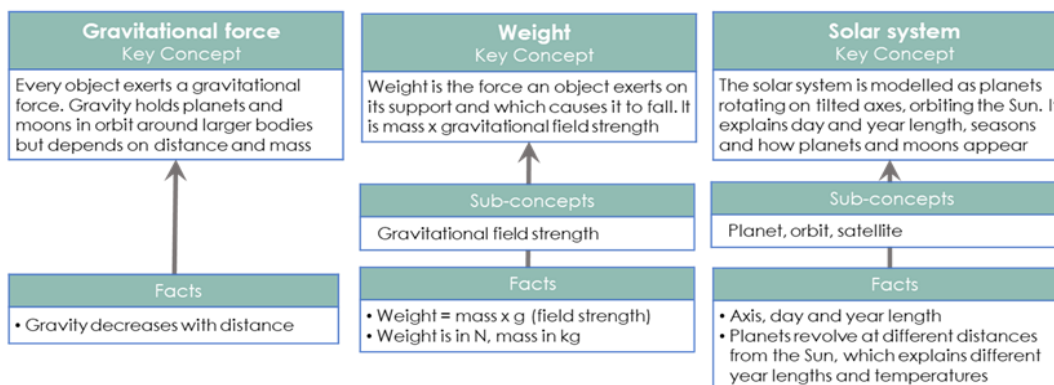 Gravitational force
Key Concept
Every object exerts a gravitational
force. Gravity holds planets and
moons in orbit around larger bodies
but depends on distance and mass
Facts
• Gravity decreases with distance
Weight
Key Concept
Weight is the force an object exerts on
its support and which causes it to fall. It
is mass x gravitational field strength
Sub-concepts
Gravitational field strength
Facts
• Weight = mass x g (field strength)
• Weight is in N, mass in kg
Solar system
Key Concept
The solar system is modelled as planets
rotating on tilted axes, orbiting the Sun. I
explains day and year length, seasons
and how planets and moons appear
Sub-concepts
Planet, orbit, satellite
Facts
• Axis, day and year length
• Planets revolve at different distances
from the Sun, which explains different
year lengths and temperatures